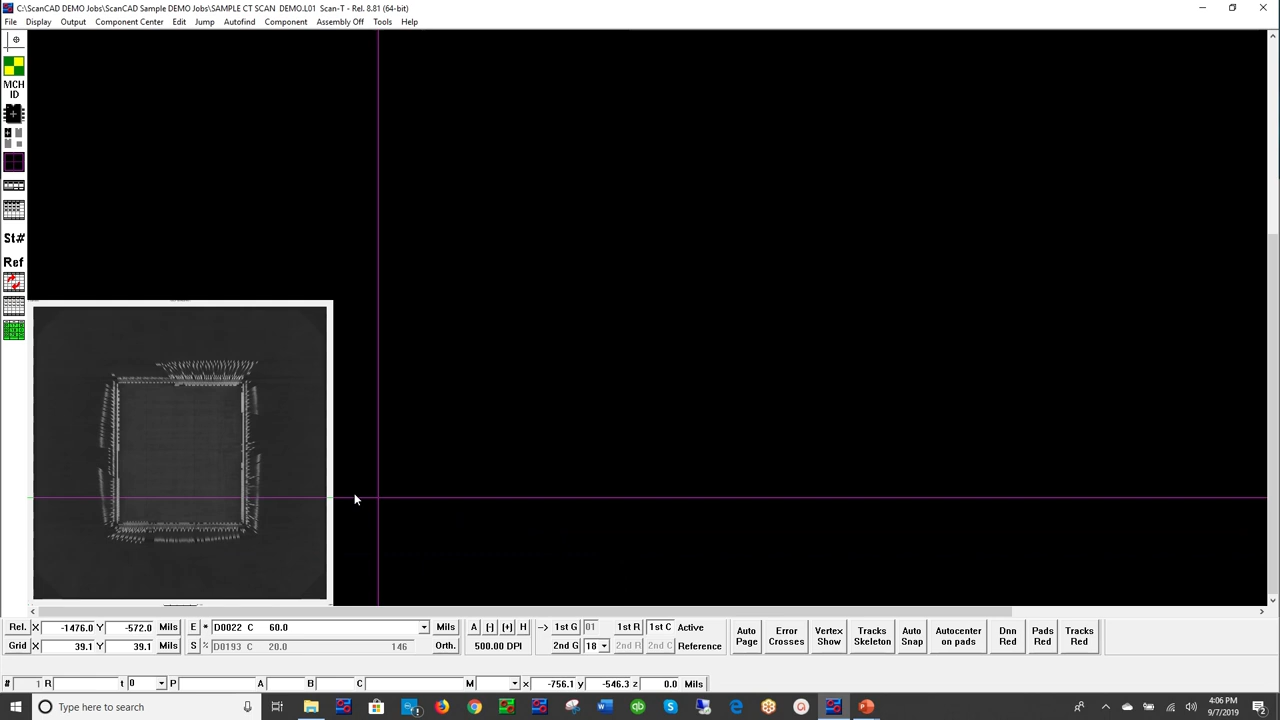 C:\ScanCAD DEMO Jobs\ScanCAD Sample DEMO Jobs\SAMPLE CT SCAN  DEMO.L01  Scan-T - Rel. 8.81 (64-bit)
File Display Output Component Center Edit Jump Autofind Component Assembly Off Tools Help
MCH
ID
St#
Ref
Rel. X -1476.0 Y -572.0 Mils E * D0022 C 60.0 A [-] [+] H -> 1st G 01 1st R 1st C Active
Grid X 39.1 Y 39.1 Mils S % D0193 C 20.0 146 Orth. 500.00 DPI 2nd G 18 2nd R 2nd C Reference
Auto Page
Error Crosses
Vertex Show
Tracks Skeleton
Auto Snap
Autocenter on pads
Dnn Red
Pads Red
Tracks Red
# 1 R t 0 P A B C M x -756.1 y -546.3 z 0.0 Mils
Type here to search
4:06 PM
9/7/2019